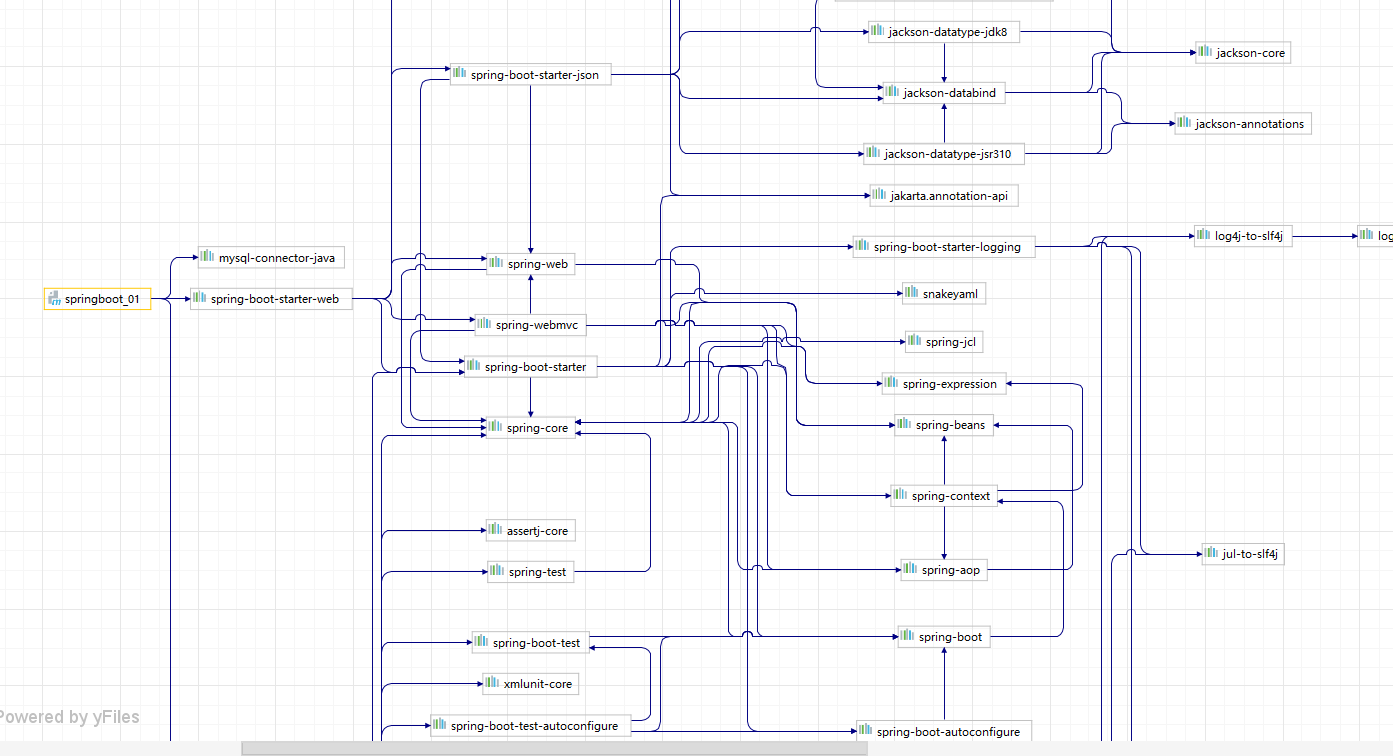 jackson-datatype-jdk8
jackson-core
spring-boot-starter-json
jackson-databind
jackson-annotations
jackson-datatype-jsr310
jakarta.annotation-api
log4j-to-slf4j
log
spring-boot-starter-logging
mysql-connector-java
spring-web
snakeyaml
springboot_01
spring-boot-starter-web
spring-webmvc
spring-jcl
spring-boot-starter
spring-expression
spring-core
spring-beans
spring-context
assertj-core
jul-to-slf4j
spring-test
spring-aop
spring-boot
spring-boot-test
xmlunit-core
Powered by yFiles
spring-boot-test-autoconfigure
spring-boot-autoconfigure